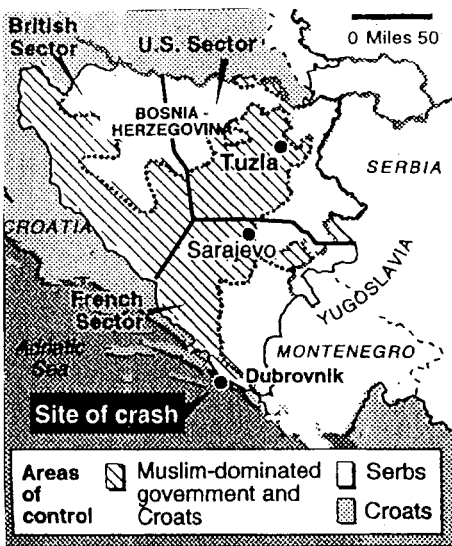 British
Sector
U.S. Sector
0 Miles 50
BOSNIA-
HERZEGOVINA
Tuzla
SERBIA
CROATIA
Sarajevo
YUGOSLAVIA
French
Sector
MONTENEGRO
Adriatic
Sea
Dubrovnik
Site of crash
Areas
of
control
Muslim-dominated
government and
Croats
Serbs
Croats